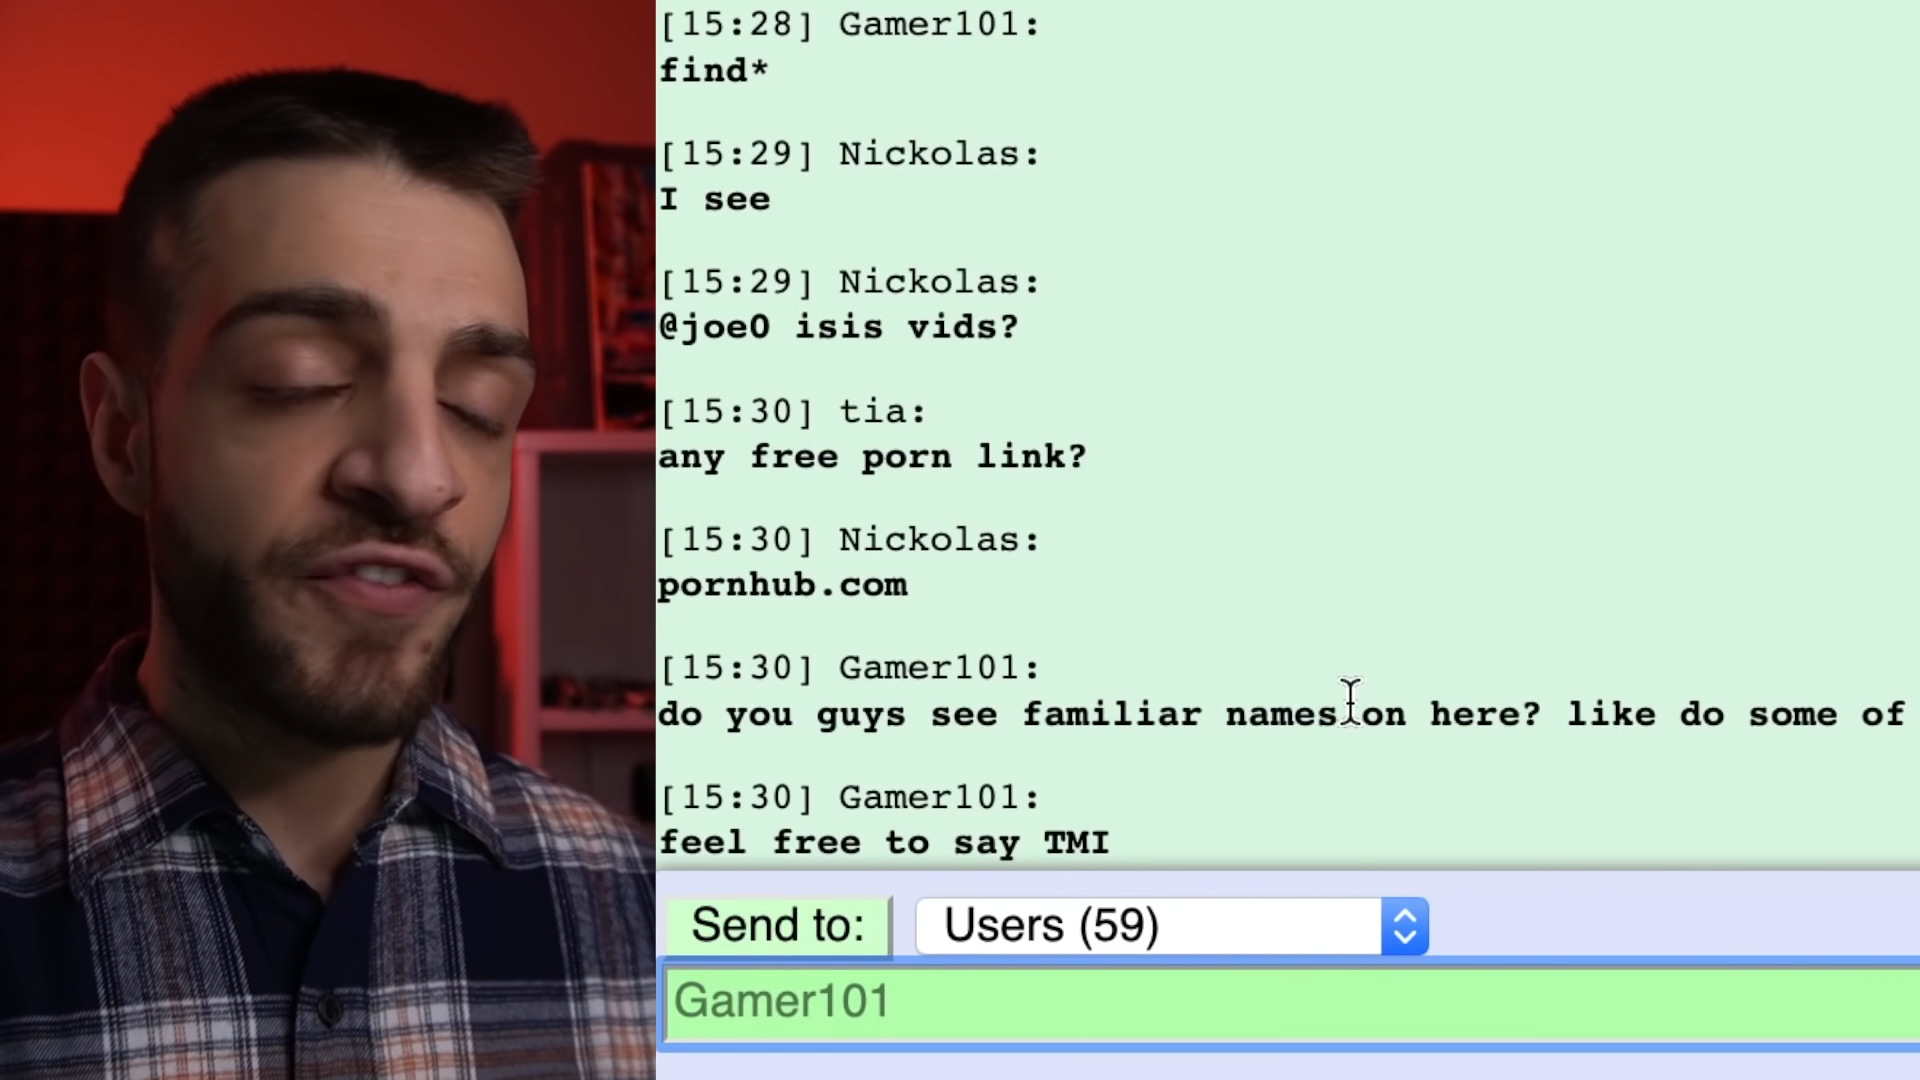 [15:28] Gamer101:
find*
[15:29] Nickolas:
I see
[15:29] Nickolas:
@joe0 isis vids?
[15:30] tia:
any free porn link?
[15:30] Nickolas:
pornhub.com
[15:30] Gamer101:
do you guys see familiar names on here? like do some of
[15:30] Gamer101:
feel free to say TMI
Send to:
Users (59)
Gamer101